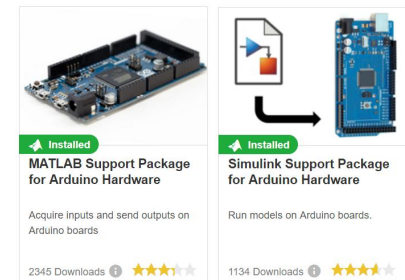 Installed
MATLAB Support Package
for Arduino Hardware
Acquire inputs and send outputs on
Arduino boards
2345 Downloads
Installed
Simulink Support Package
for Arduino Hardware
Run models on Arduino boards.
1134 Downloads